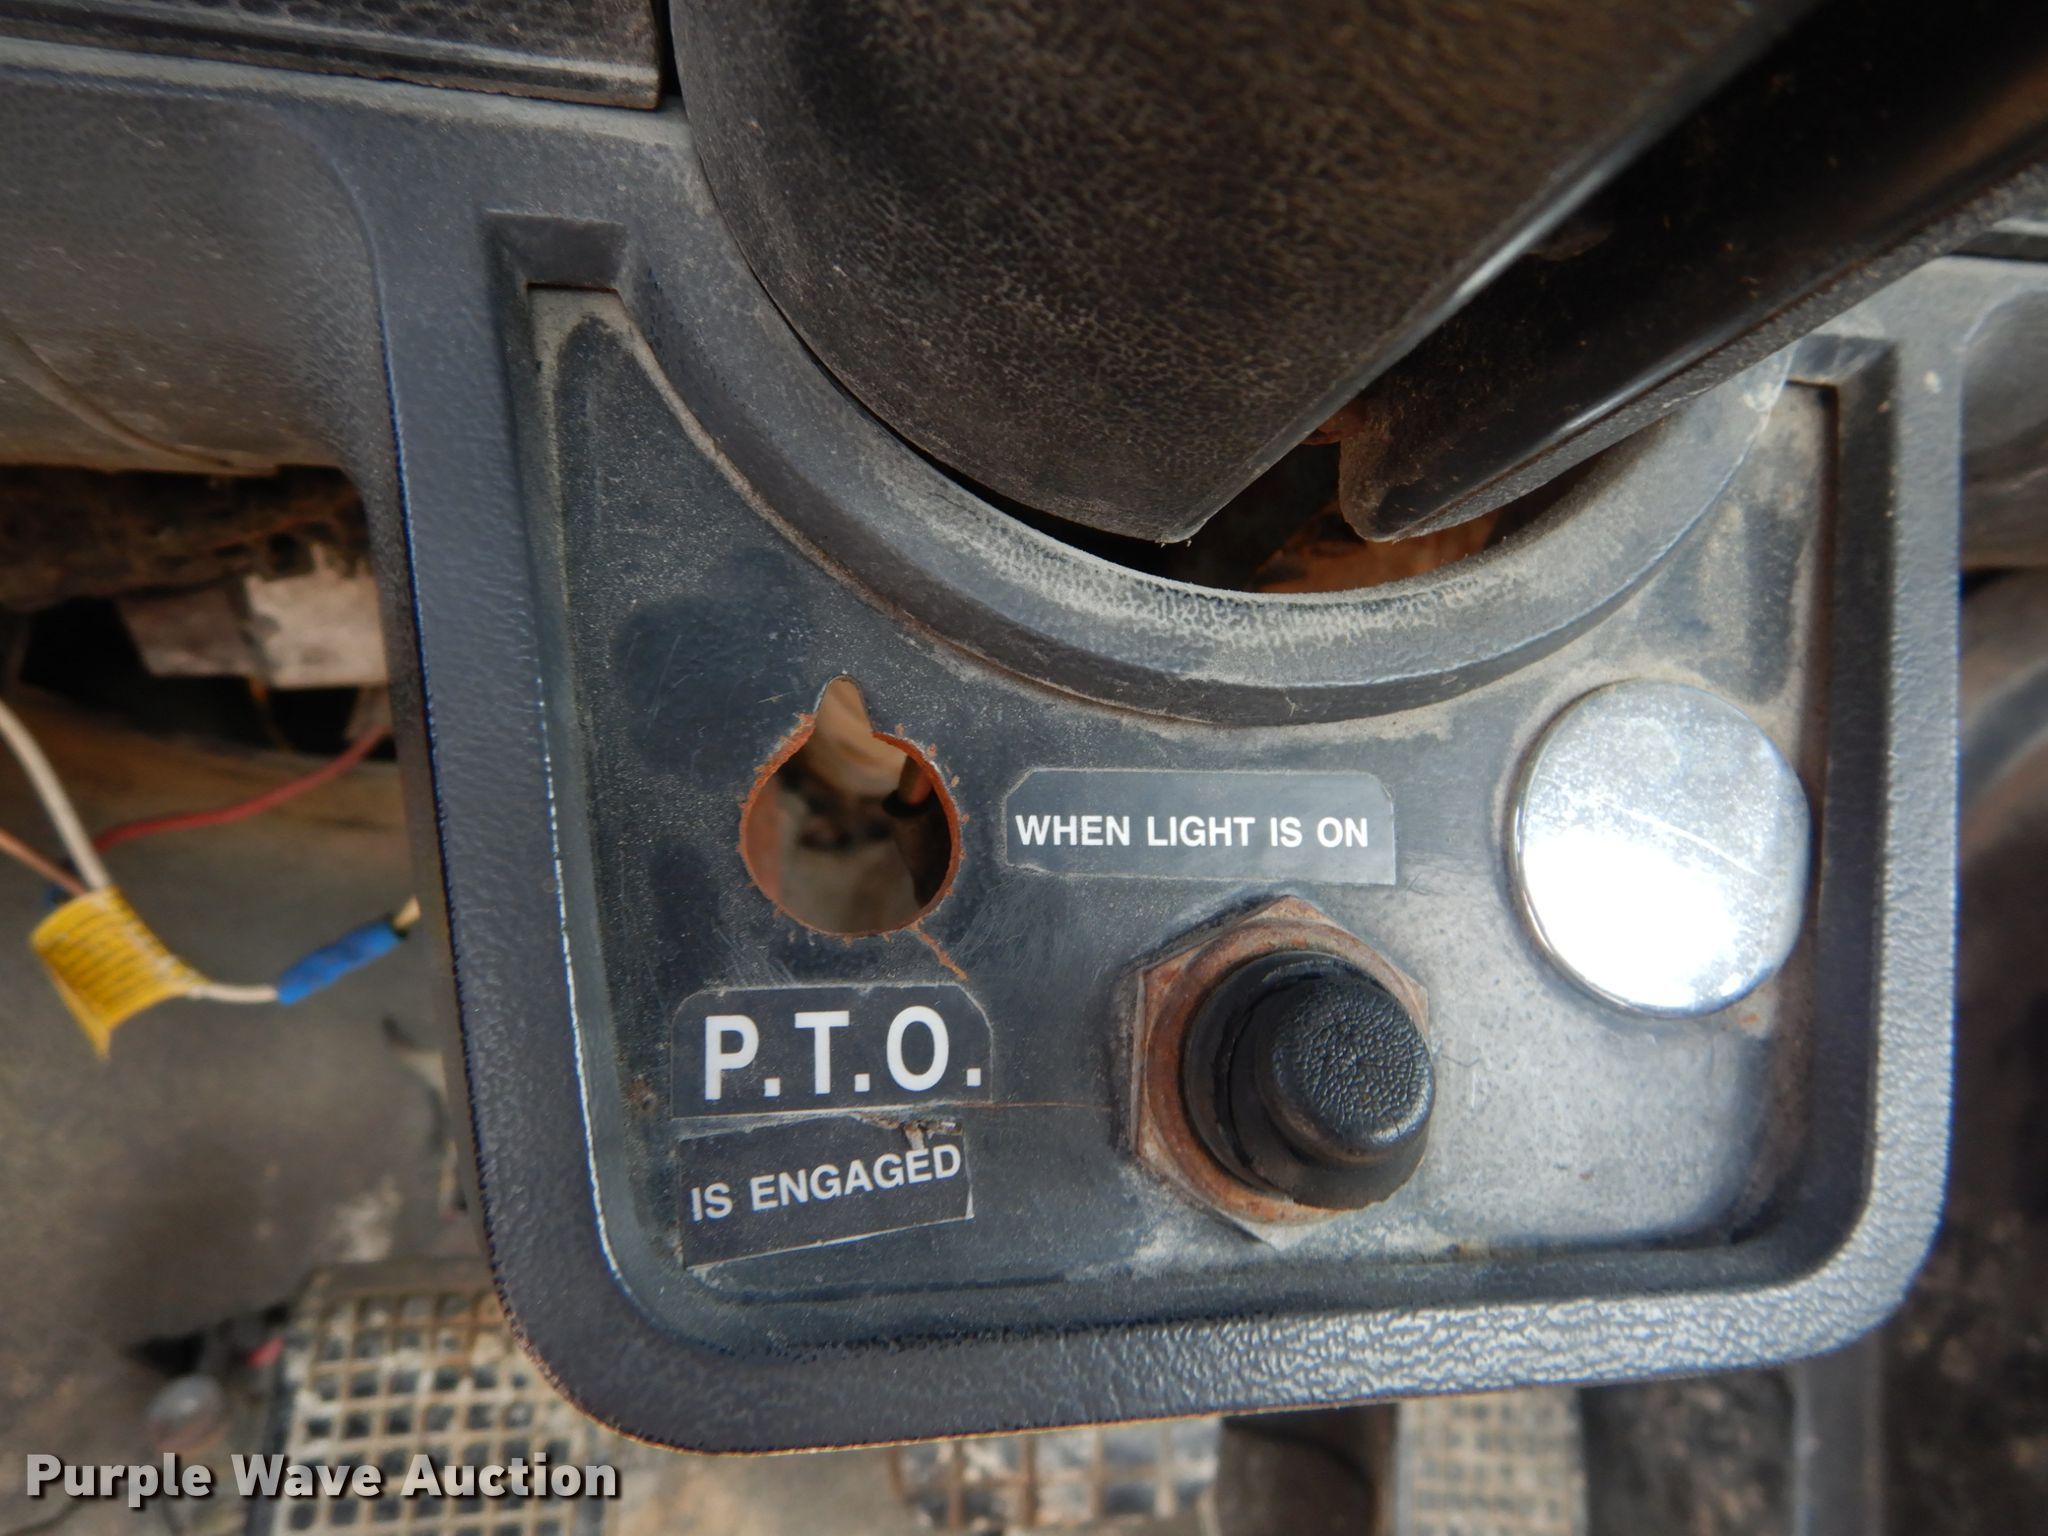 WHEN LIGHT IS ON
P.T.O.
IS ENGAGED
Purple Wave Auction